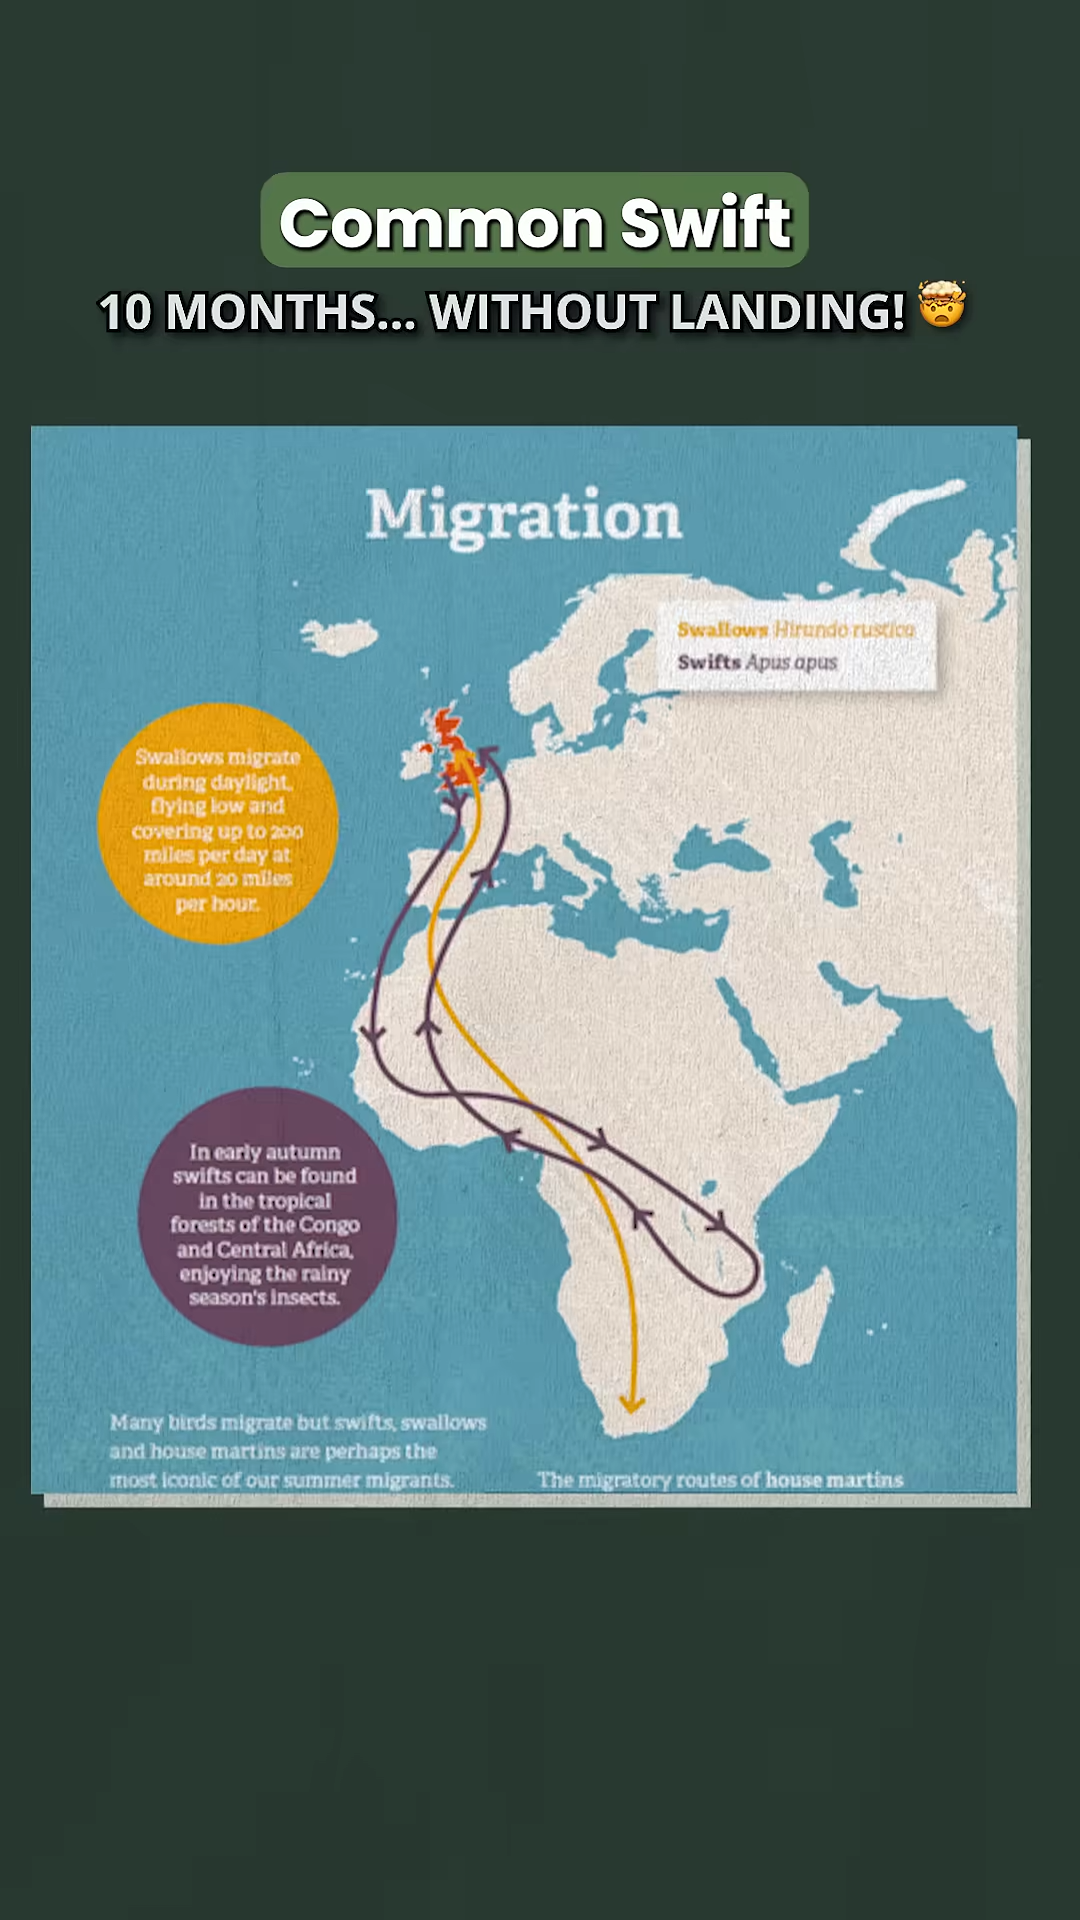 Common Swift
10 MONTHS... WITHOUT LANDING! 🤯
Migration
Swallows Hirundo rustica
Swifts Apus apus
Swallows migrate
during daylight,
flying low and
covering up to 200
miles per day at
around 20 miles
per hour.
In early autumn
swifts can be found
in the tropical
forests of the Congo
and Central Africa,
enjoying the rainy
season's insects.
Many birds migrate but swifts, swallows
and house martins are perhaps the
most iconic of our summer migrants.
The migratory routes of house martins